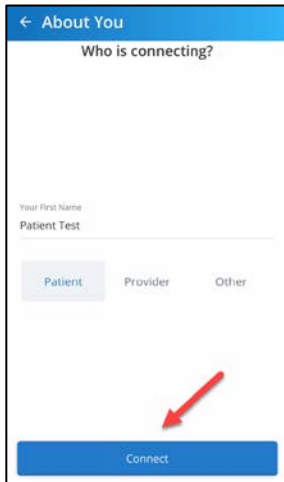 ← About You
Who is connecting?
Your First Name
Patient Test
Patient Provider Other
Connect